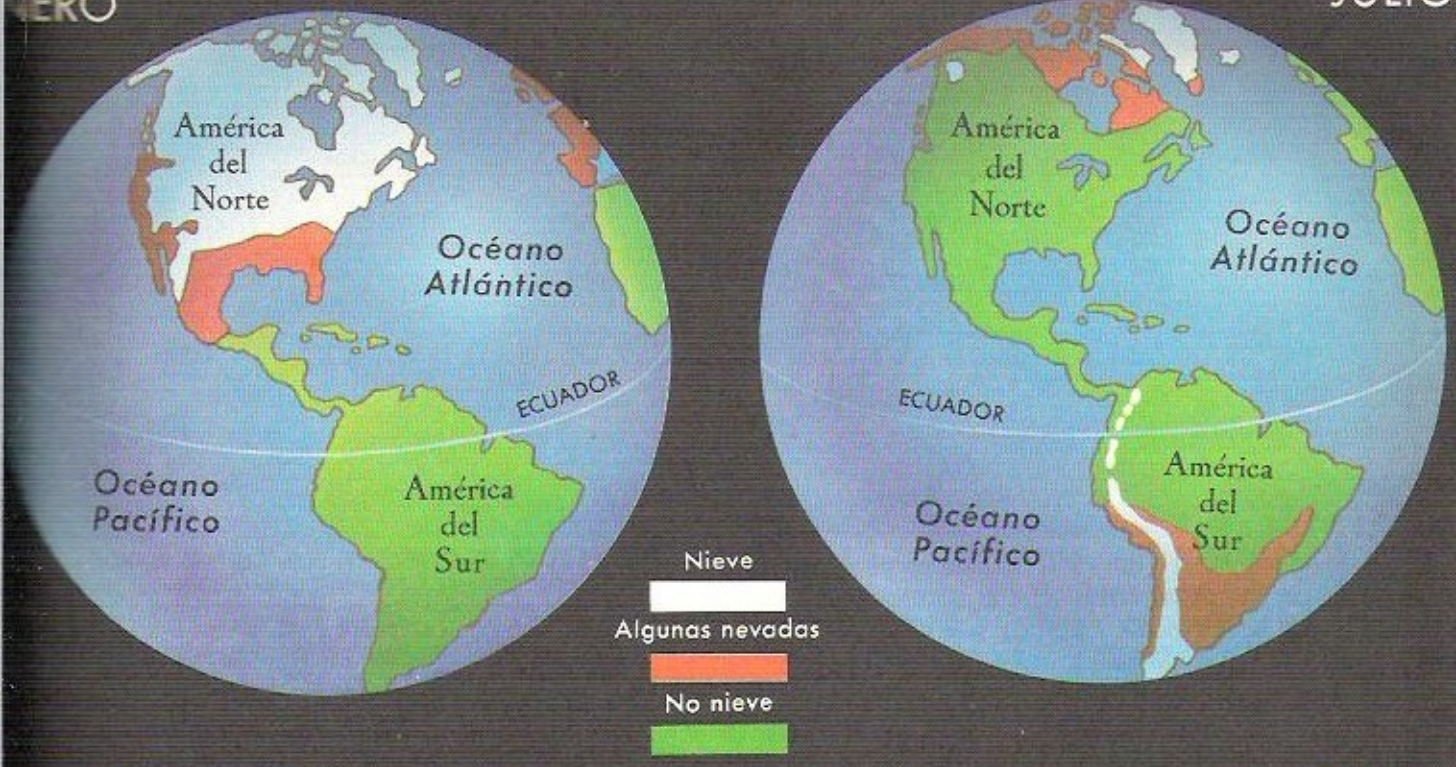 América
del
Norte
Océano
Atlántico
ECUADOR
Océano
Pacífico
América
del
Sur
Nieve
Algunas nevadas
No nieve
América
del
Norte
Océano
Atlántico
ECUADOR
Océano
Pacífico
América
del
Sur